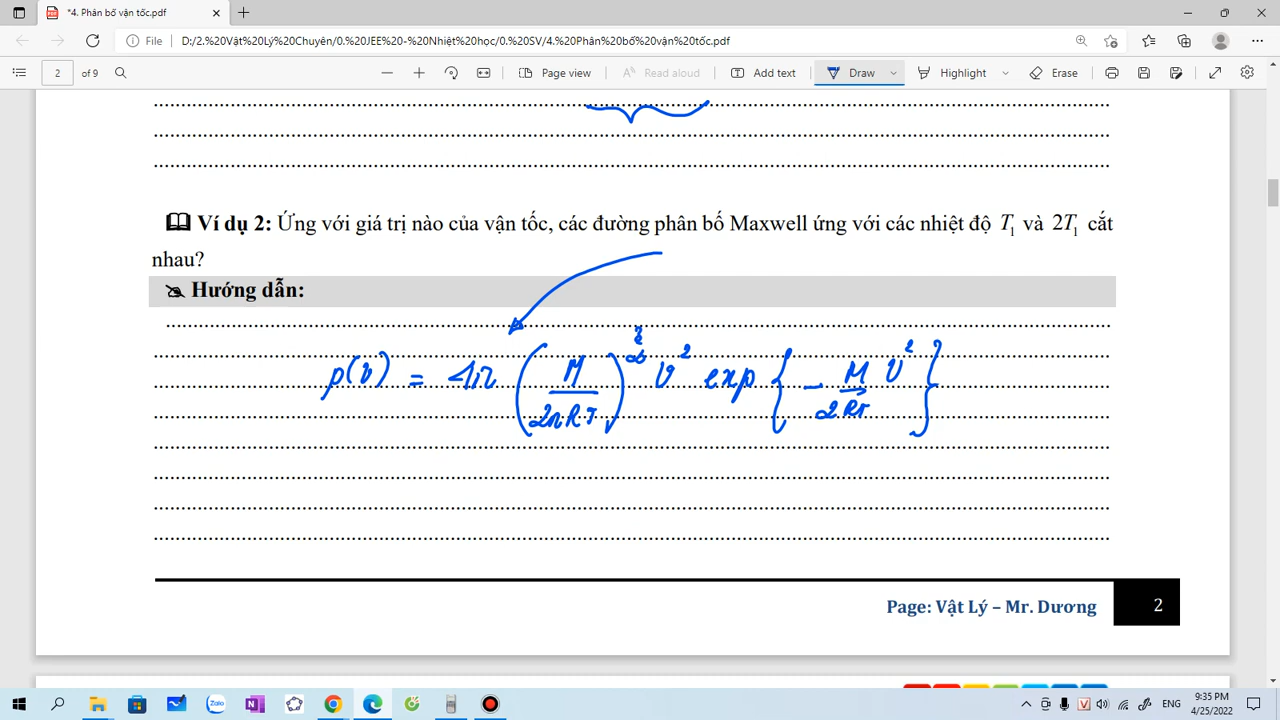 *4. Phân bố vận tốc.pdf
File D:/2.%20Vật%20Lý%20Chuyên/0.%20JEE%20-%20Nhiệt%20học/0.%20SV/4.%20Phân%20bố%20vận%20tốc.pdf
2 of 9 Page view Read aloud Add text Draw Highlight Erase
Ví dụ 2: Ứng với giá trị nào của vận tốc, các đường phân bố Maxwell ứng với các nhiệt độ T₁ và 2T₁ cắt
nhau?
Hướng dẫn:
p(v) = 4π (M / 2πRT)^(3/2) v² exp { - M / 2RT v² }
Page: Vật Lý – Mr. Dương 2
Zalo
ENG 9:35 PM
4/25/2022